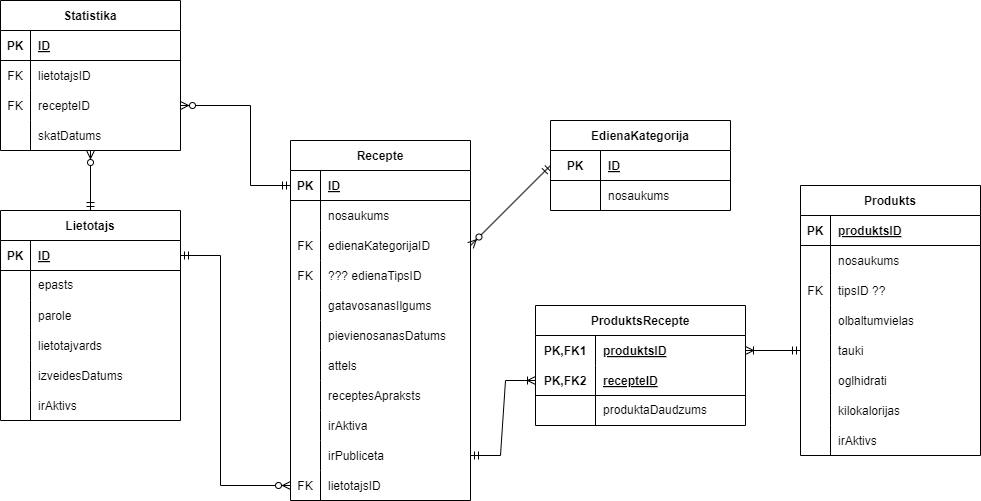 Statistika
PK ID
FK lietotajsID
FK recepteID
skatDatums
Lietotajs
PK ID
epasts
parole
lietotajvards
izveidesDatums
irAktivs
Recepte
PK ID
nosaukums
FK edienaKategorijaID
FK ??? edienaTipsID
gatavosanasIlgums
pievienosanasDatums
attels
receptesApraksts
irAktiva
irPubliceta
FK lietotajsID
EdienaKategorija
PK ID
nosaukums
ProduktsRecepte
PK,FK1 produktsID
PK,FK2 recepteID
produktaDaudzums
Produkts
PK produktsID
nosaukums
FK tipsID ??
olbaltumvielas
tauki
oglhidrati
kilokalorijas
irAktivs